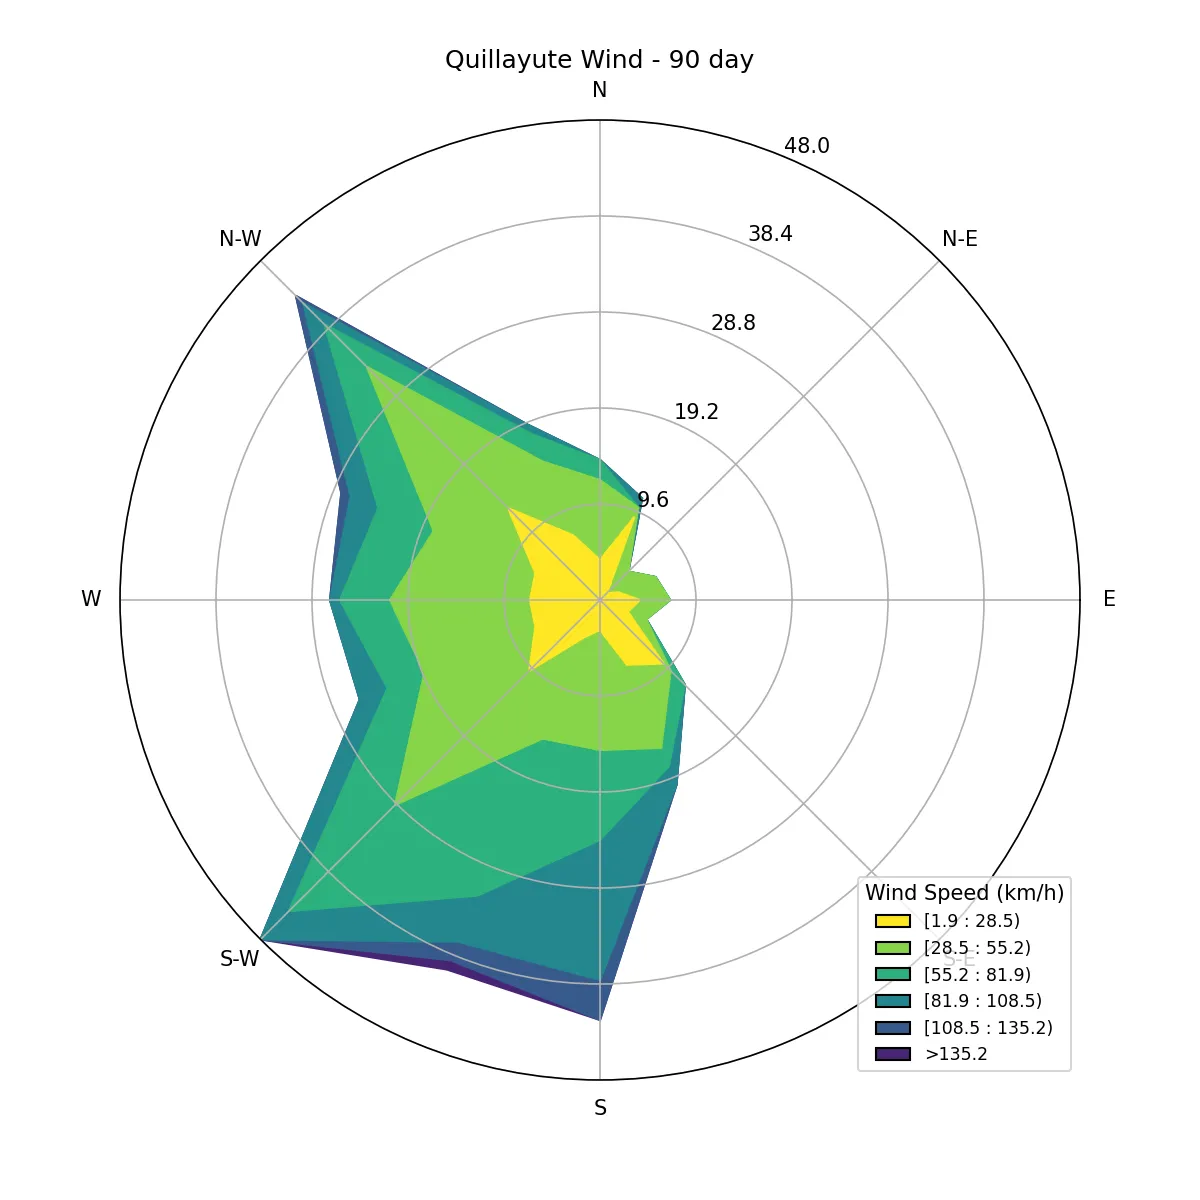 Quillayute Wind - 90 day
N
48.0
38.4
N-W
N-E
28.8
19.2
9.6
W
E
S-W
S-E
S
Wind Speed (km/h)
[1.9 : 28.5)
[28.5 : 55.2)
[55.2 : 81.9)
[81.9 : 108.5)
[108.5 : 135.2)
>135.2